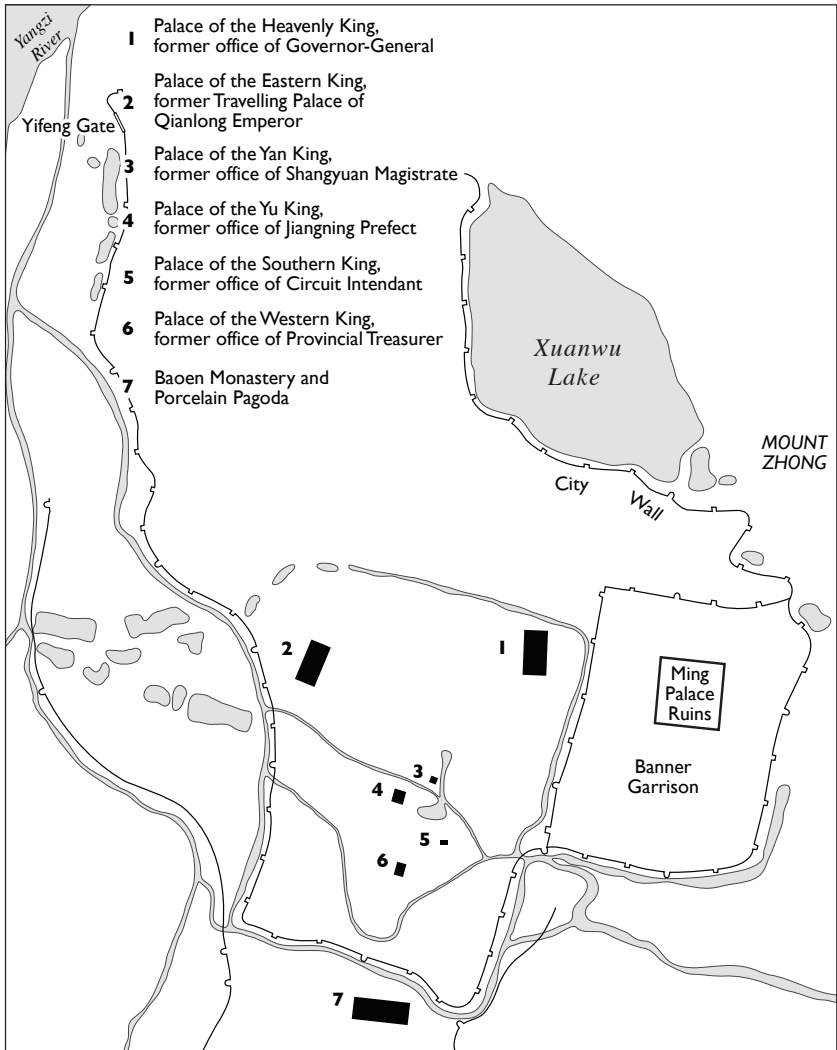 Yangzi
River
1 Palace of the Heavenly King,
former office of Governor-General
2 Palace of the Eastern King,
former Travelling Palace of
Qianlong Emperor
Yifeng Gate
3 Palace of the Yan King,
former office of Shangyuan Magistrate
4 Palace of the Yu King,
former office of Jiangning Prefect
5 Palace of the Southern King,
former office of Circuit Intendant
6 Palace of the Western King,
former office of Provincial Treasurer
7 Baoen Monastery and
Porcelain Pagoda
Xuanwu
Lake
MOUNT
ZHONG
City Wall
2
1
Ming
Palace
Ruins
Banner
Garrison
3
4
5
6
7